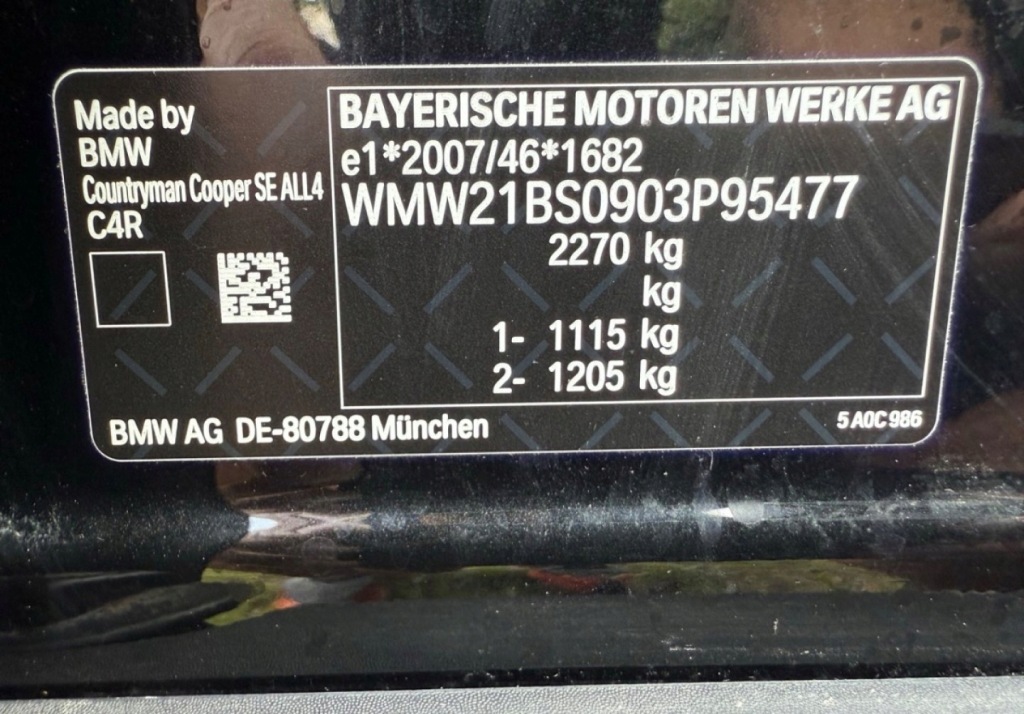 Made by
BMW
Countryman Cooper SE ALL4
C4R
BAYERISCHE MOTOREN WERKE AG
e1*2007/46*1682
WMW21BS0903P95477
2270 kg
kg
1- 1115 kg
2- 1205 kg
BMW AG DE-80788 München
5 A0C 986